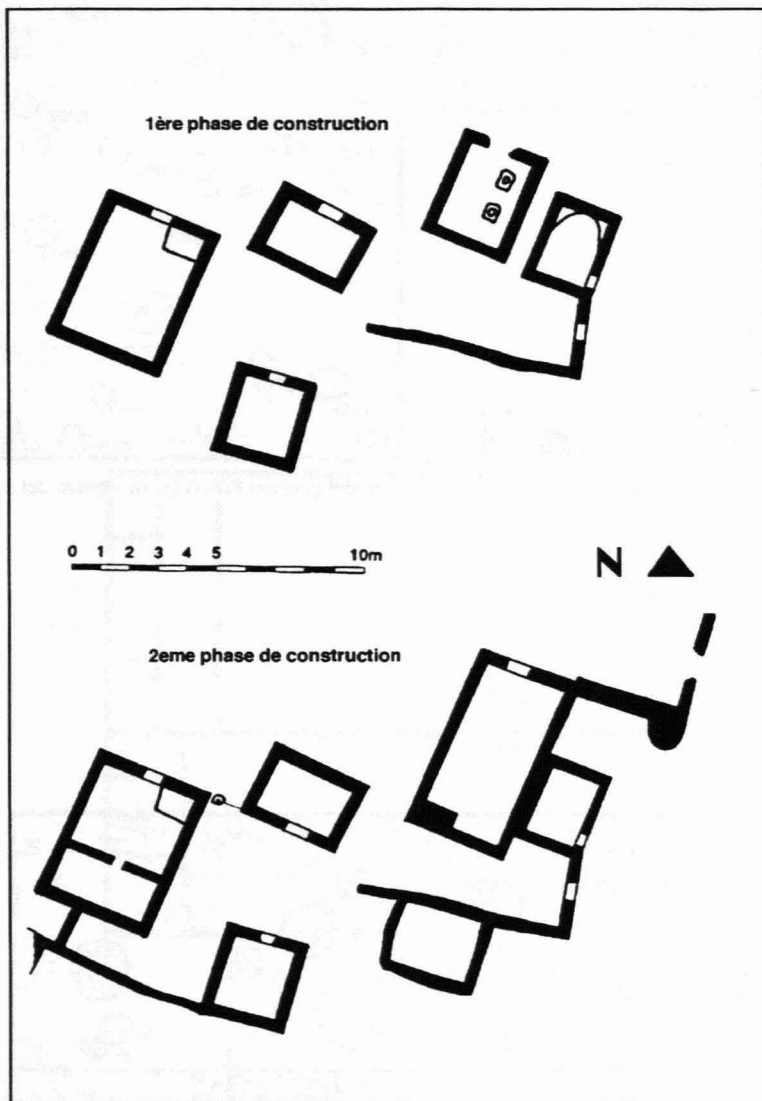 1ère phase de construction
0 1 2 3 4 5 10m
N
2eme phase de construction